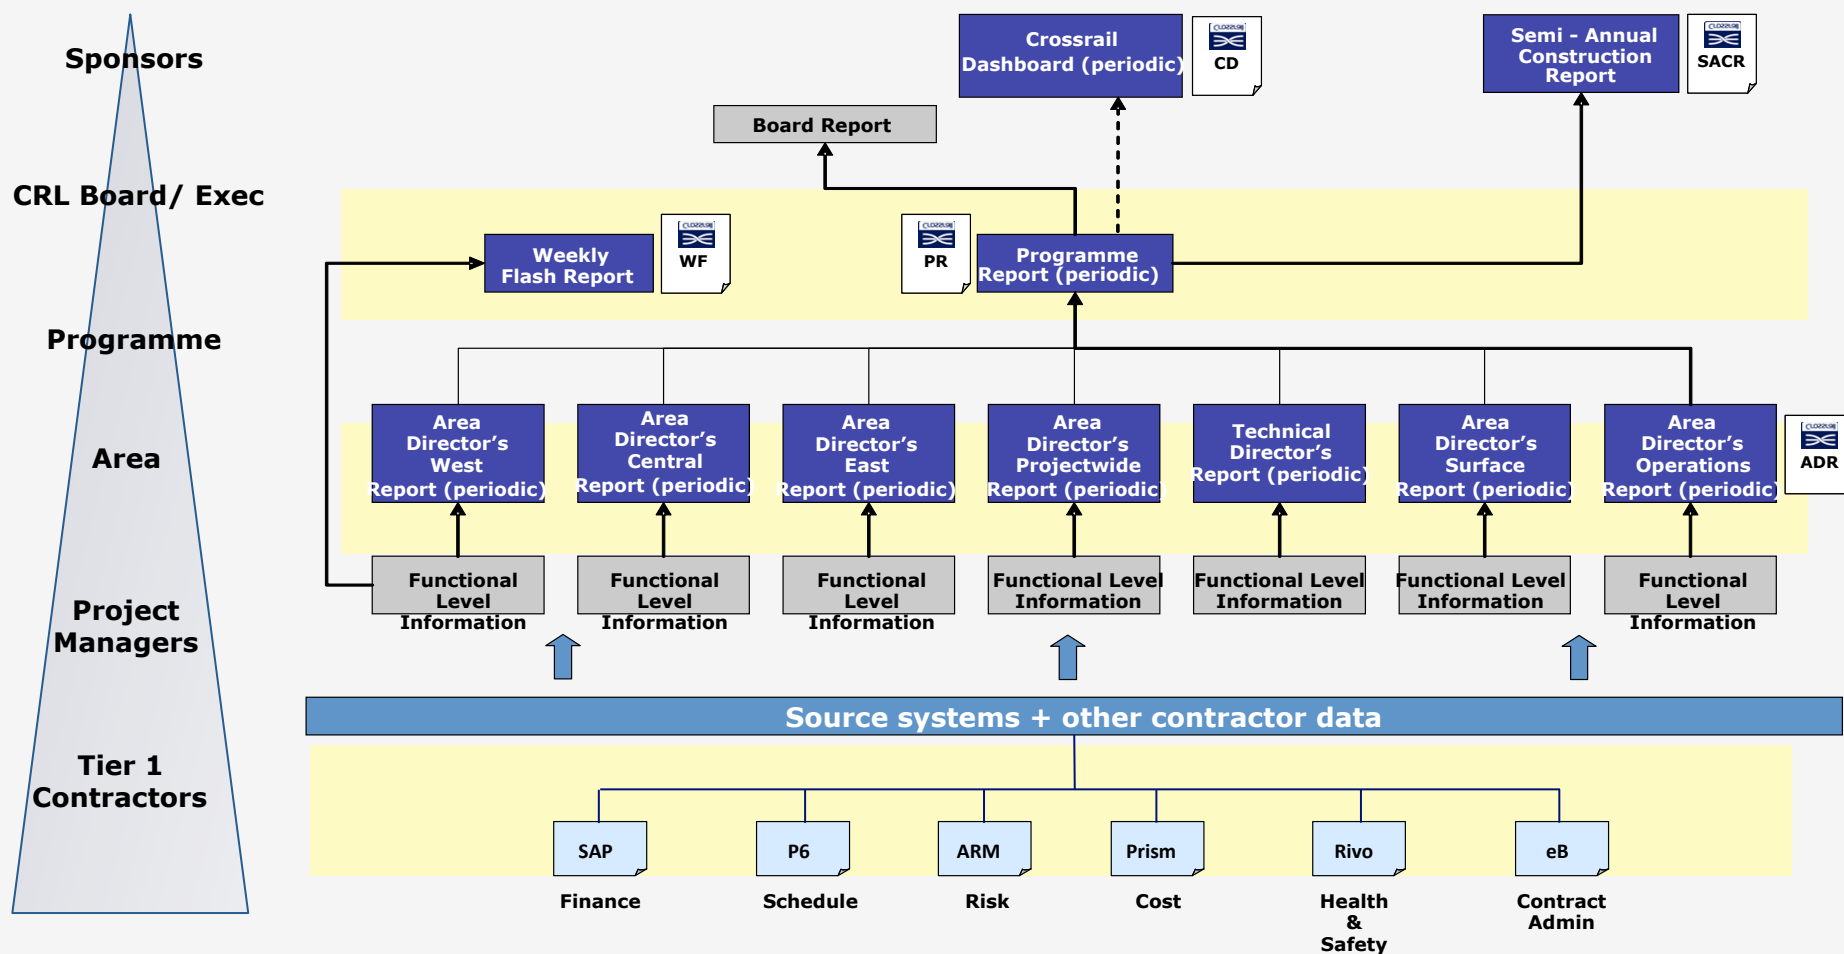 Sponsors
CRL Board/ Exec
Programme
Area
Project
Managers
Tier 1
Contractors
Crossrail
Dashboard (periodic)
CD
Semi - Annual
Construction
Report
SACR
Board Report
Weekly
Flash Report
WF
PR
Programme
Report (periodic)
Area
Director’s
West
Report (periodic)
Area
Director’s
Central
Report (periodic)
Area
Director’s
East
Report (periodic)
Area
Director’s
Projectwide
Report (periodic)
Technical
Director’s
Report (periodic)
Area
Director’s
Surface
Report (periodic)
Area
Director’s
Operations
Report (periodic)
ADR
Functional
Level
Information
Functional
Level
Information
Functional
Level
Information
Functional Level
Information
Functional Level
Information
Functional Level
Information
Functional
Level
Information
Source systems + other contractor data
SAP
Finance
P6
Schedule
ARM
Risk
Prism
Cost
Rivo
Health
&
Safety
eB
Contract
Admin